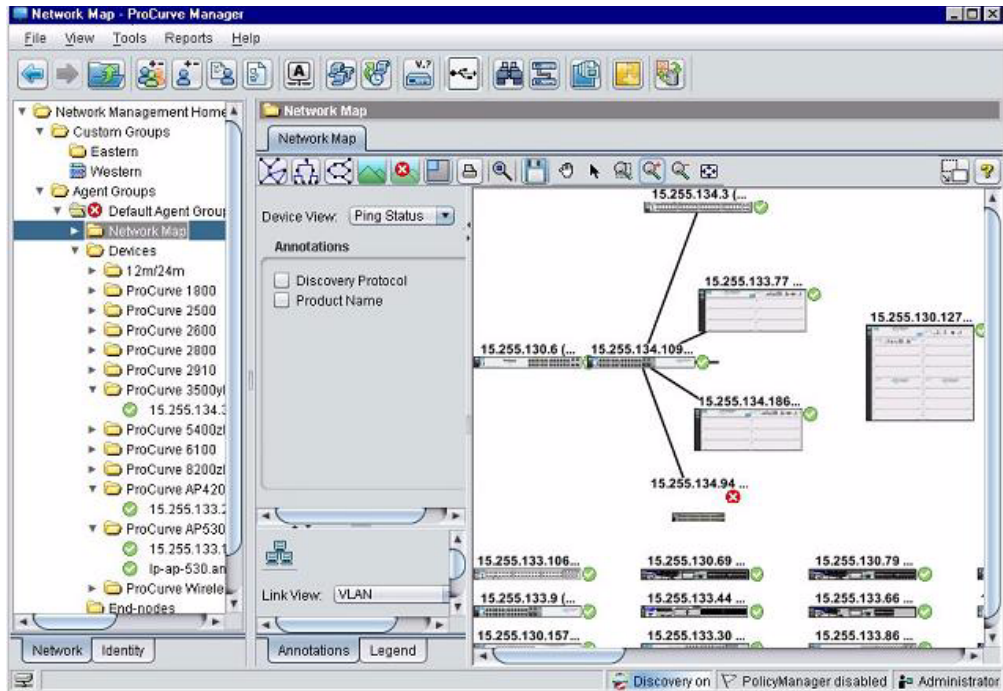 Network Map - ProCurve Manager
File View Tools Reports Help
Network Management Home
Custom Groups
Eastern
Western
Agent Groups
Default Agent Group
Network Map
Devices
12m/24m
ProCurve 1800
ProCurve 2500
ProCurve 2600
ProCurve 2800
ProCurve 2910
ProCurve 3500yl
15.255.134.3
ProCurve 5400zl
ProCurve 6100
ProCurve 8200zl
ProCurve AP420
15.255.133.2
ProCurve AP530
15.255.133.1
lp-ap-530.an
ProCurve Wirele
End-nodes
Network Identity
Network Map
Network Map
Device View: Ping Status
Annotations
Discovery Protocol
Product Name
Link View: VLAN
Annotations Legend
15.255.134.3 (...
15.255.133.77 ...
15.255.130.127...
15.255.130.6 (... 15.255.134.109...
15.255.134.186...
15.255.134.94 ...
15.255.133.106... 15.255.130.69 ... 15.255.130.79 ...
15.255.133.9 (... 15.255.133.44 ... 15.255.133.66 ...
15.255.130.157... 15.255.133.30 ... 15.255.133.86 ...
Discovery on PolicyManager disabled Administrator